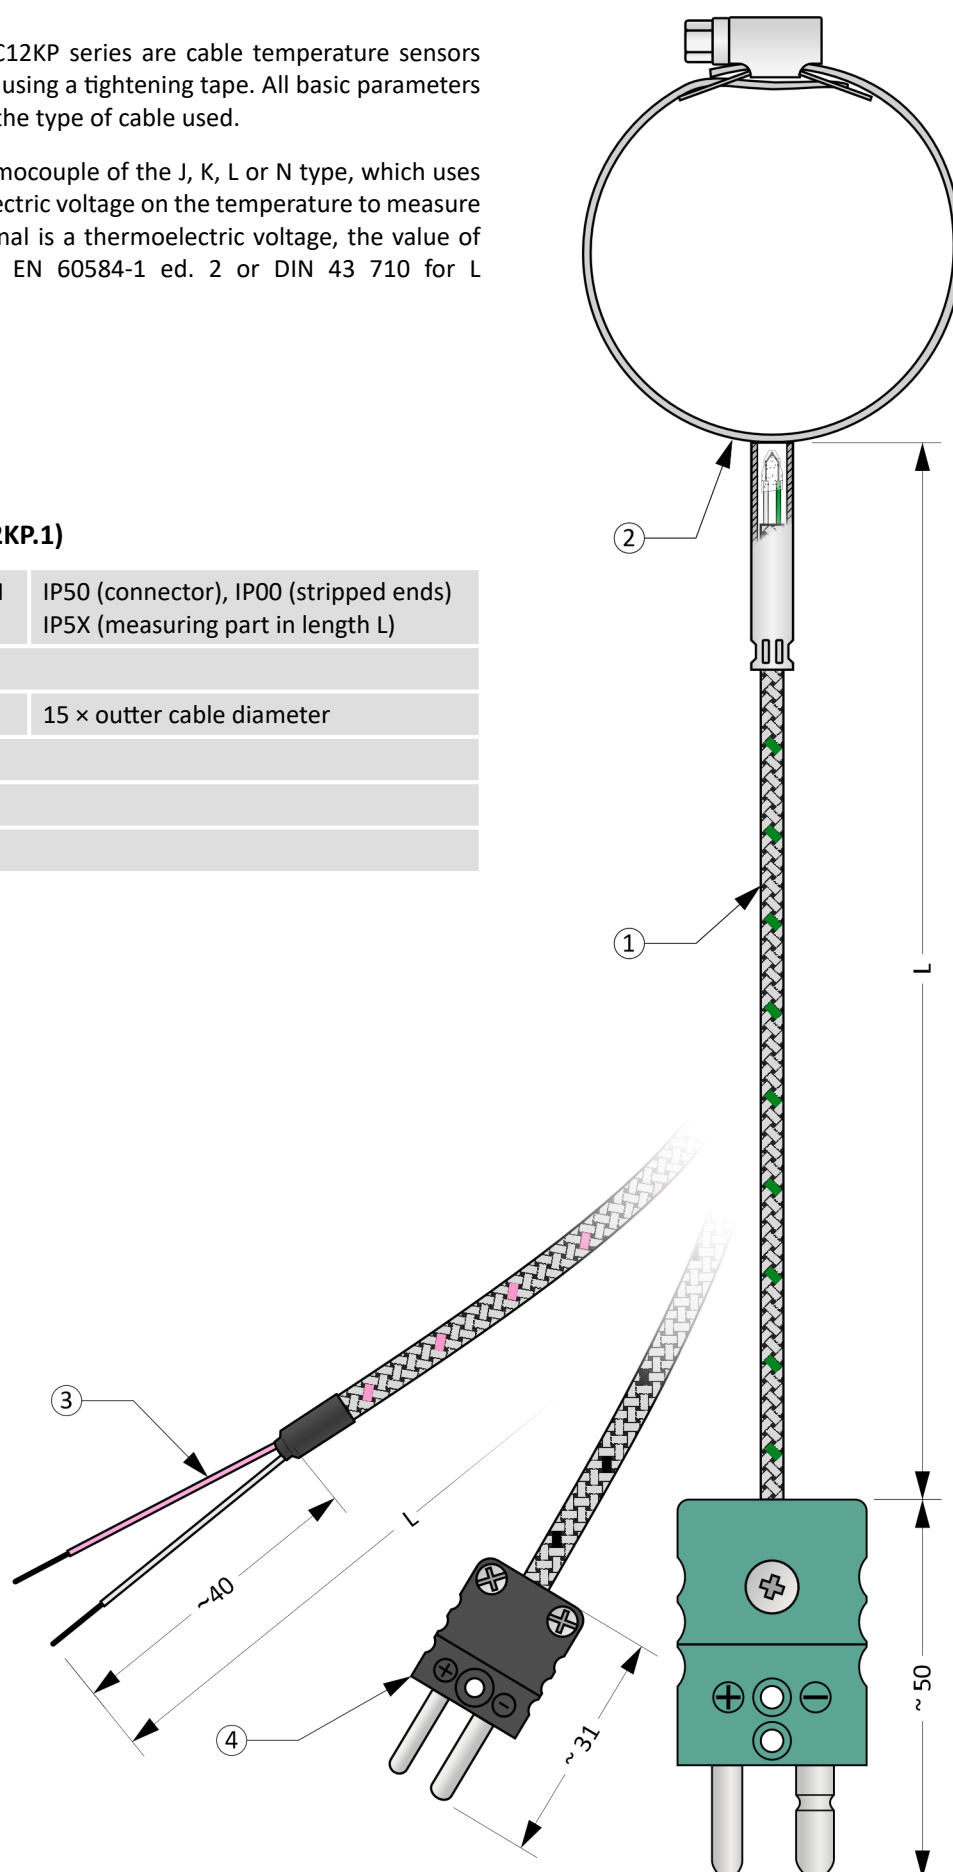 C12KP series are cable temperature sensors
using a tightening tape. All basic parameters
the type of cable used.
mocouple of the J, K, L or N type, which uses
ectric voltage on the temperature to measure
nal is a thermoelectric voltage, the value of
EN 60584-1 ed. 2 or DIN 43 710 for L
2KP.1)
IP50 (connector), IP00 (stripped ends)
IP5X (measuring part in length L)
15 × outter cable diameter
2
1
L
3
L
~40
4
~ 31
~ 50